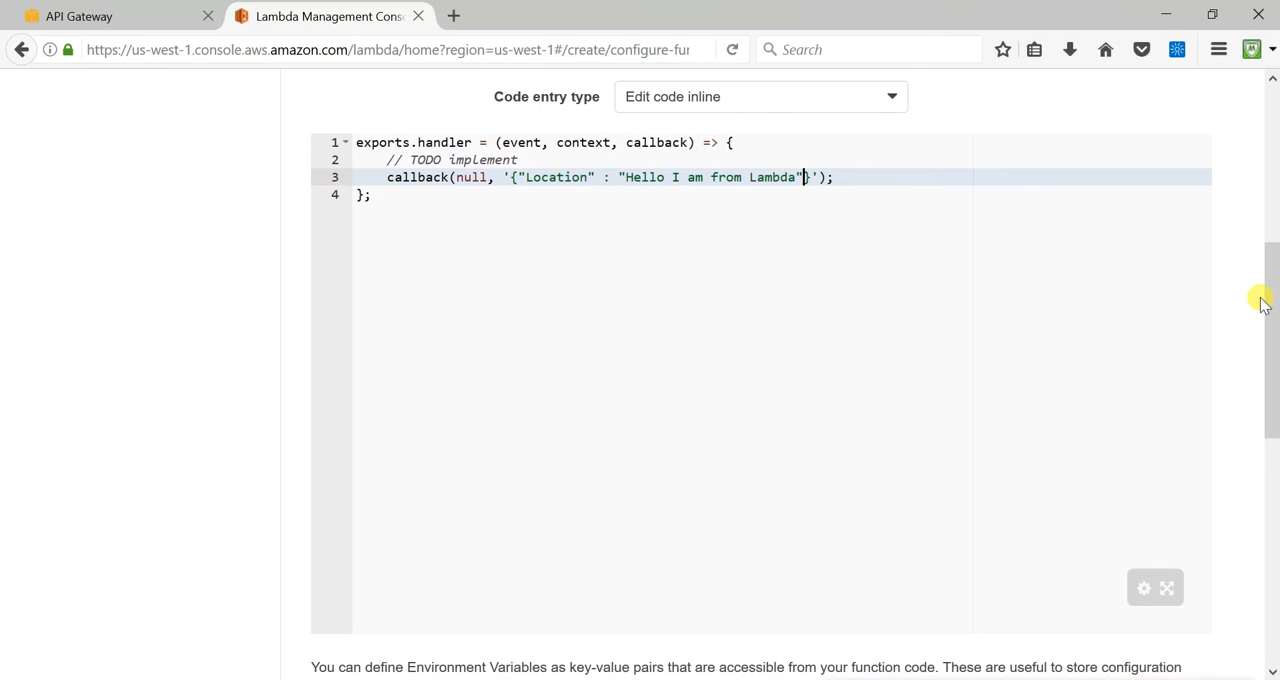 API Gateway
Lambda Management Cons
https://us-west-1.console.aws.amazon.com/lambda/home?region=us-west-1#/create/configure-fur
Search
Code entry type
Edit code inline
1 exports.handler = (event, context, callback) => {
2 // TODO implement
3 callback(null, '{"Location" : "Hello I am from Lambda"}');
4 };
You can define Environment Variables as key-value pairs that are accessible from your function code. These are useful to store configuration